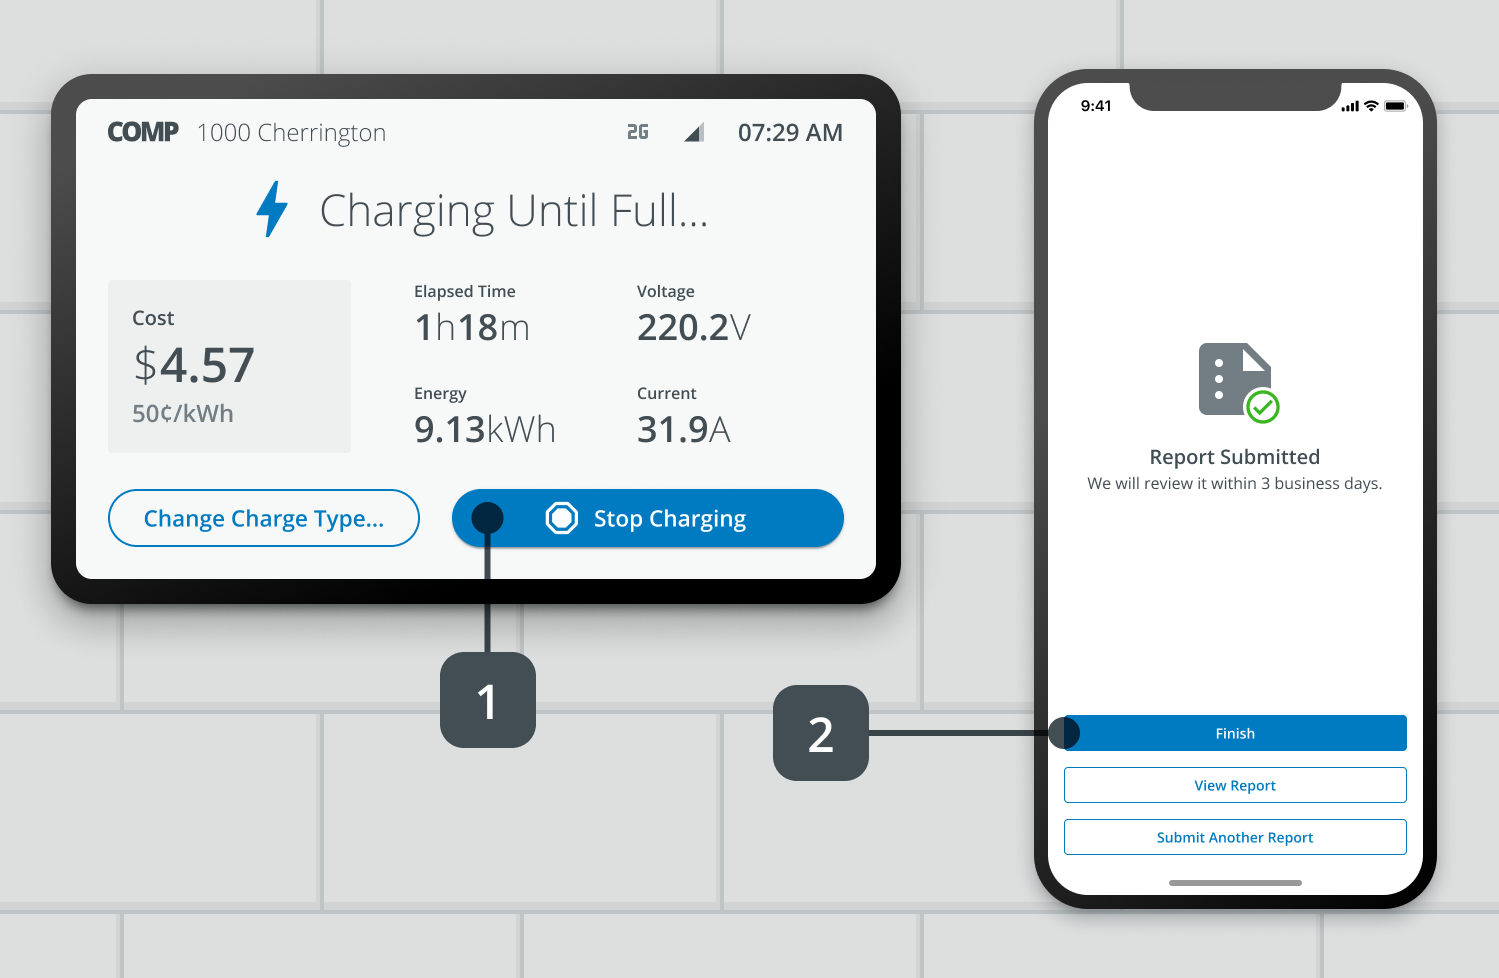 COMP 1000 Cherrington 2G 07:29 AM
Charging Until Full...
Cost
$4.57
50¢/kWh
Elapsed Time
1h18m
Voltage
220.2V
Energy
9.13kWh
Current
31.9A
Change Charge Type...
Stop Charging
1
2
9:41
Report Submitted
We will review it within 3 business days.
Finish
View Report
Submit Another Report